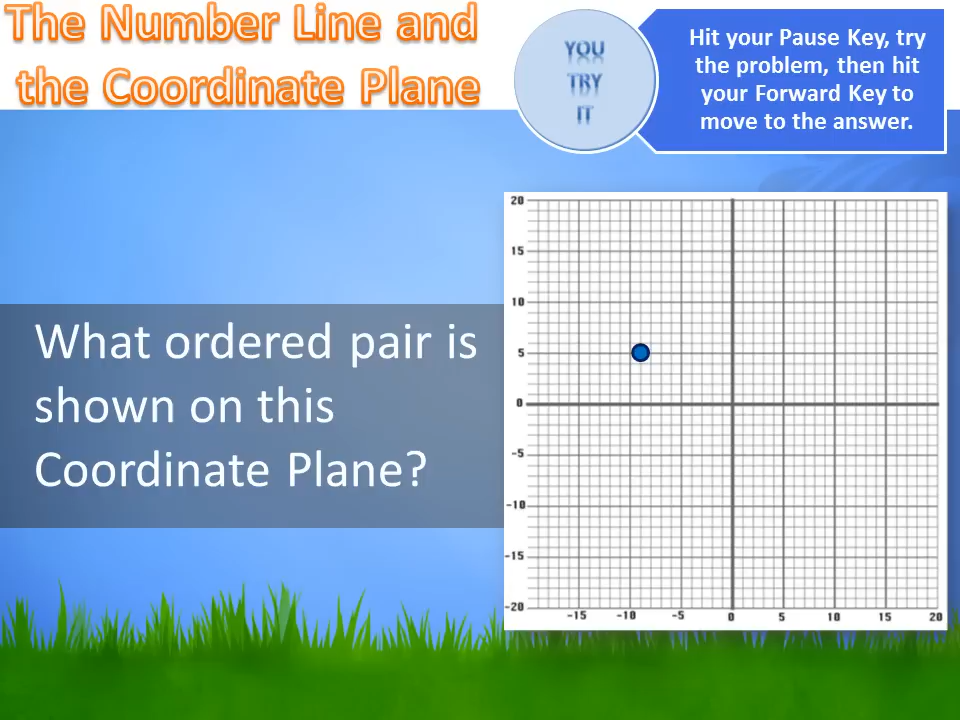 The Number Line and
the Coordinate Plane
YOU
TRY
IT
Hit your Pause Key, try
the problem, then hit
your Forward Key to
move to the answer.
What ordered pair is
shown on this
Coordinate Plane?
20
15
10
5
0
-5
-10
-15
-20
-15 -10 -5 0 5 10 15 20